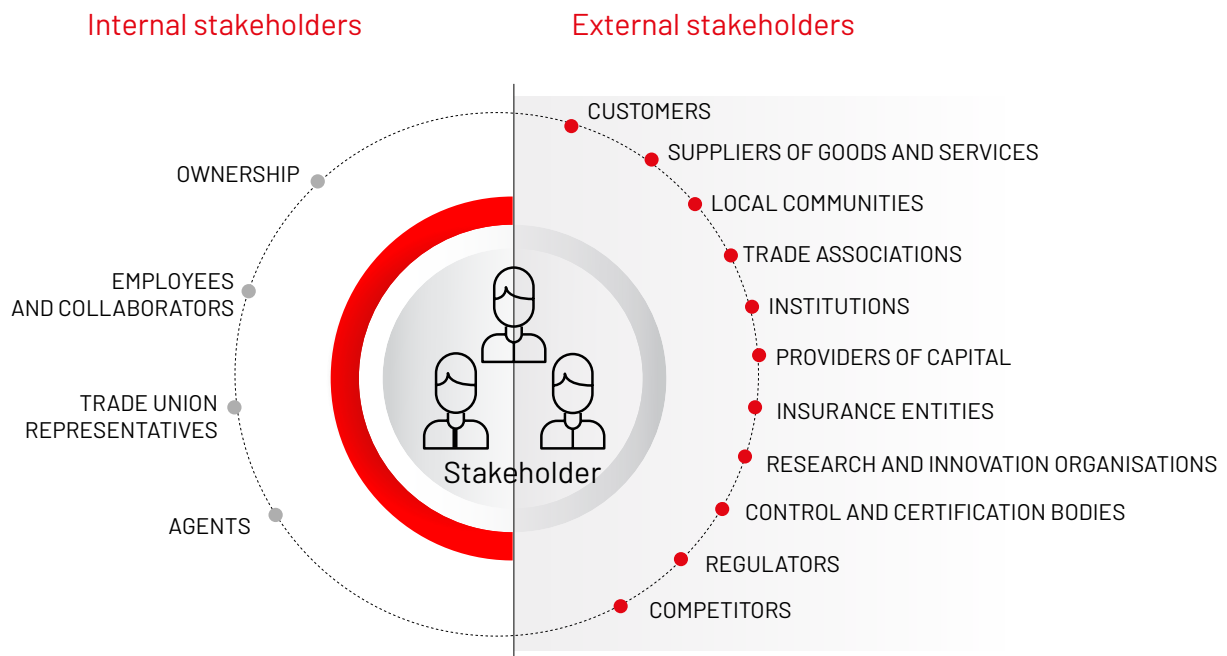 Internal stakeholders
External stakeholders
OWNERSHIP
EMPLOYEES
AND COLLABORATORS
TRADE UNION
REPRESENTATIVES
AGENTS
Stakeholder
CUSTOMERS
SUPPLIERS OF GOODS AND SERVICES
LOCAL COMMUNITIES
TRADE ASSOCIATIONS
INSTITUTIONS
PROVIDERS OF CAPITAL
INSURANCE ENTITIES
RESEARCH AND INNOVATION ORGANISATIONS
CONTROL AND CERTIFICATION BODIES
REGULATORS
COMPETITORS